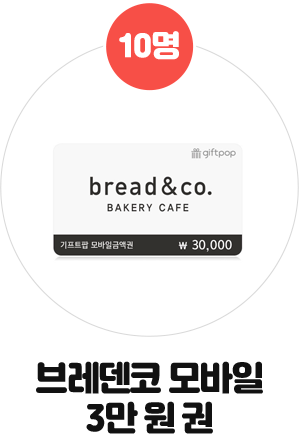 10명
giftpop
bread&co.
BAKERY CAFE
기프트팝 모바일금액권 ₩ 30,000
브레덴코 모바일
3만 원 권